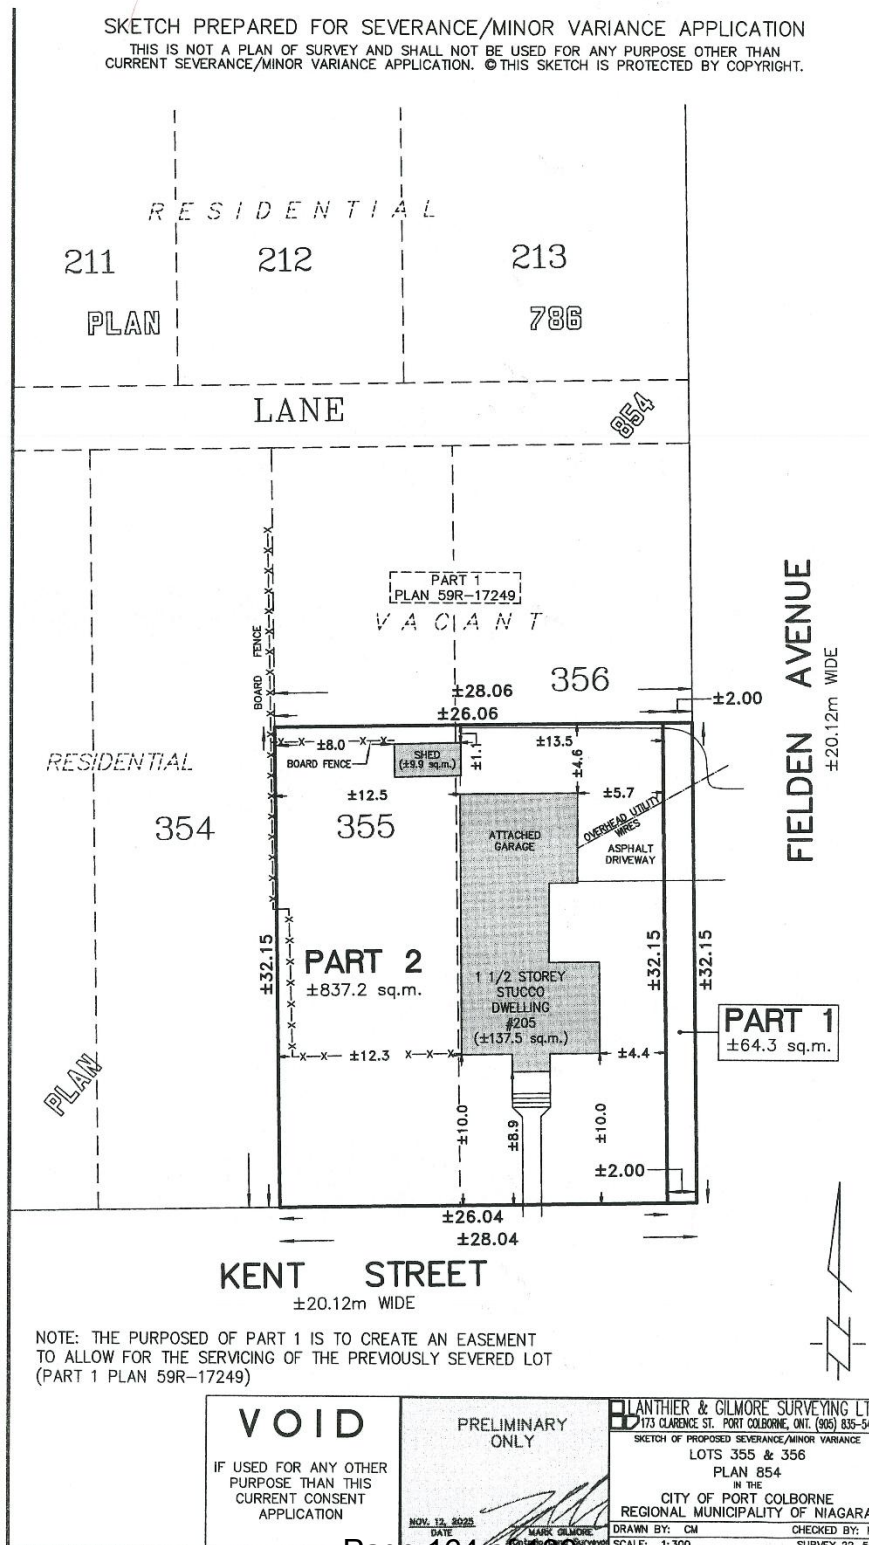 SKETCH PREPARED FOR SEVERANCE/MINOR VARIANCE APPLICATION
THIS IS NOT A PLAN OF SURVEY AND SHALL NOT BE USED FOR ANY PURPOSE OTHER THAN
CURRENT SEVERANCE/MINOR VARIANCE APPLICATION. © THIS SKETCH IS PROTECTED BY COPYRIGHT.
RESIDENTIAL
211
212
213
PLAN
786
LANE
854
PART 1
PLAN 59R-17249
VACANT
BOARD FENCE
356
±28.06
±26.06
±2.00
FIELDEN AVENUE
±20.12m WIDE
±8.0
BOARD FENCE
SHED
(±9.9 sq.m.)
±1.1
±13.5
±4.6
RESIDENTIAL
±12.5
±5.7
354
355
ATTACHED
GARAGE
OVERHEAD UTILITY
WIRES
ASPHALT
DRIVEWAY
±32.15
±32.15
±32.15
PART 2
±837.2 sq.m.
1 1/2 STOREY
STUCCO
DWELLING
#205
(±137.5 sq.m.)
PART 1
±64.3 sq.m.
±12.3
±4.4
PLAN
±10.0
±8.9
±10.0
±2.00
±26.04
±28.04
KENT STREET
±20.12m WIDE
NOTE: THE PURPOSED OF PART 1 IS TO CREATE AN EASEMENT
TO ALLOW FOR THE SERVICING OF THE PREVIOUSLY SEVERED LOT
(PART 1 PLAN 59R-17249)
VOID
IF USED FOR ANY OTHER
PURPOSE THAN THIS
CURRENT CONSENT
APPLICATION
PRELIMINARY
ONLY
NOV. 12, 2025
DATE
MARK GILMORE
LANTHIER & GILMORE SURVEYING LT
173 CLARENCE ST. PORT COLBORNE, ONT. (905) 835-54
SKETCH OF PROPOSED SEVERANCE/MINOR VARIANCE
LOTS 355 & 356
PLAN 854
IN THE
CITY OF PORT COLBORNE
REGIONAL MUNICIPALITY OF NIAGARA
DRAWN BY: CM
CHECKED BY:
SCALE: 1:300